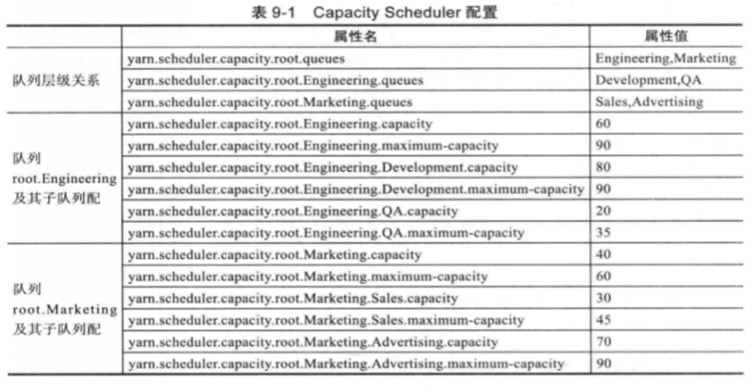 表 9-1 Capacity Scheduler 配置
属性名 属性值
队列层级关系
yarn.scheduler.capacity.root.queues Engineering,Marketing
yarn.scheduler.capacity.root.Engineering.queues Development,QA
yarn.scheduler.capacity.root.Marketing.queues Sales,Advertising
队列
root.Engineering
及其子队列配
yarn.scheduler.capacity.root.Engineering.capacity 60
yarn.scheduler.capacity.root.Engineering.maximum-capacity 90
yarn.scheduler.capacity.root.Engineering.Development.capacity 80
yarn.scheduler.capacity.root.Engineering.Development.maximum-capacity 90
yarn.scheduler.capacity.root.Engineering.QA.capacity 20
yarn.scheduler.capacity.root.Engineering.QA.maximum-capacity 35
队列
root.Marketing
及其子队列配
yarn.scheduler.capacity.root.Marketing.capacity 40
yarn.scheduler.capacity.root.Marketing.maximum-capacity 60
yarn.scheduler.capacity.root.Marketing.Sales.capacity 30
yarn.scheduler.capacity.root.Marketing.Sales.maximum-capacity 45
yarn.scheduler.capacity.root.Marketing.Advertising.capacity 70
yarn.scheduler.capacity.root.Marketing.Advertising.maximum-capacity 90